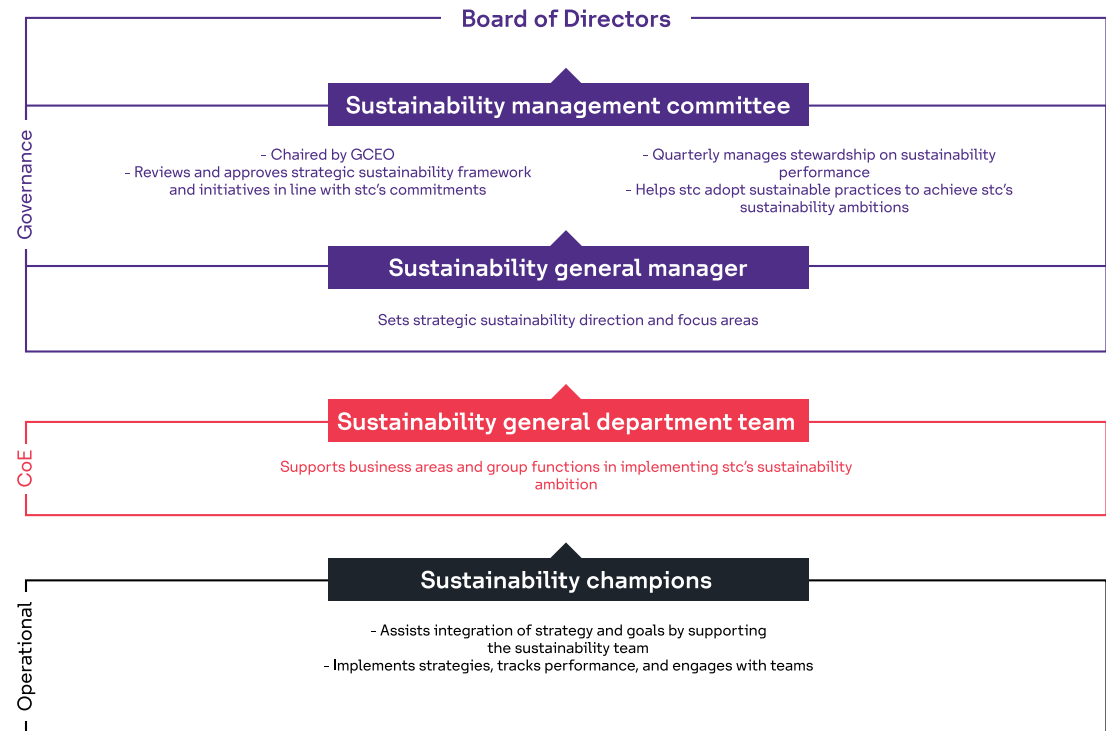 Board of Directors
Governance
Sustainability management committee
- Chaired by GCEO
- Reviews and approves strategic sustainability framework
and initiatives in line with stc's commitments
- Quarterly manages stewardship on sustainability
performance
- Helps stc adopt sustainable practices to achieve stc's
sustainability ambitions
Sustainability general manager
Sets strategic sustainability direction and focus areas
CoE
Sustainability general department team
Supports business areas and group functions in implementing stc's sustainability
ambition
Operational
Sustainability champions
- Assists integration of strategy and goals by supporting
the sustainability team
- Implements strategies, tracks performance, and engages with teams